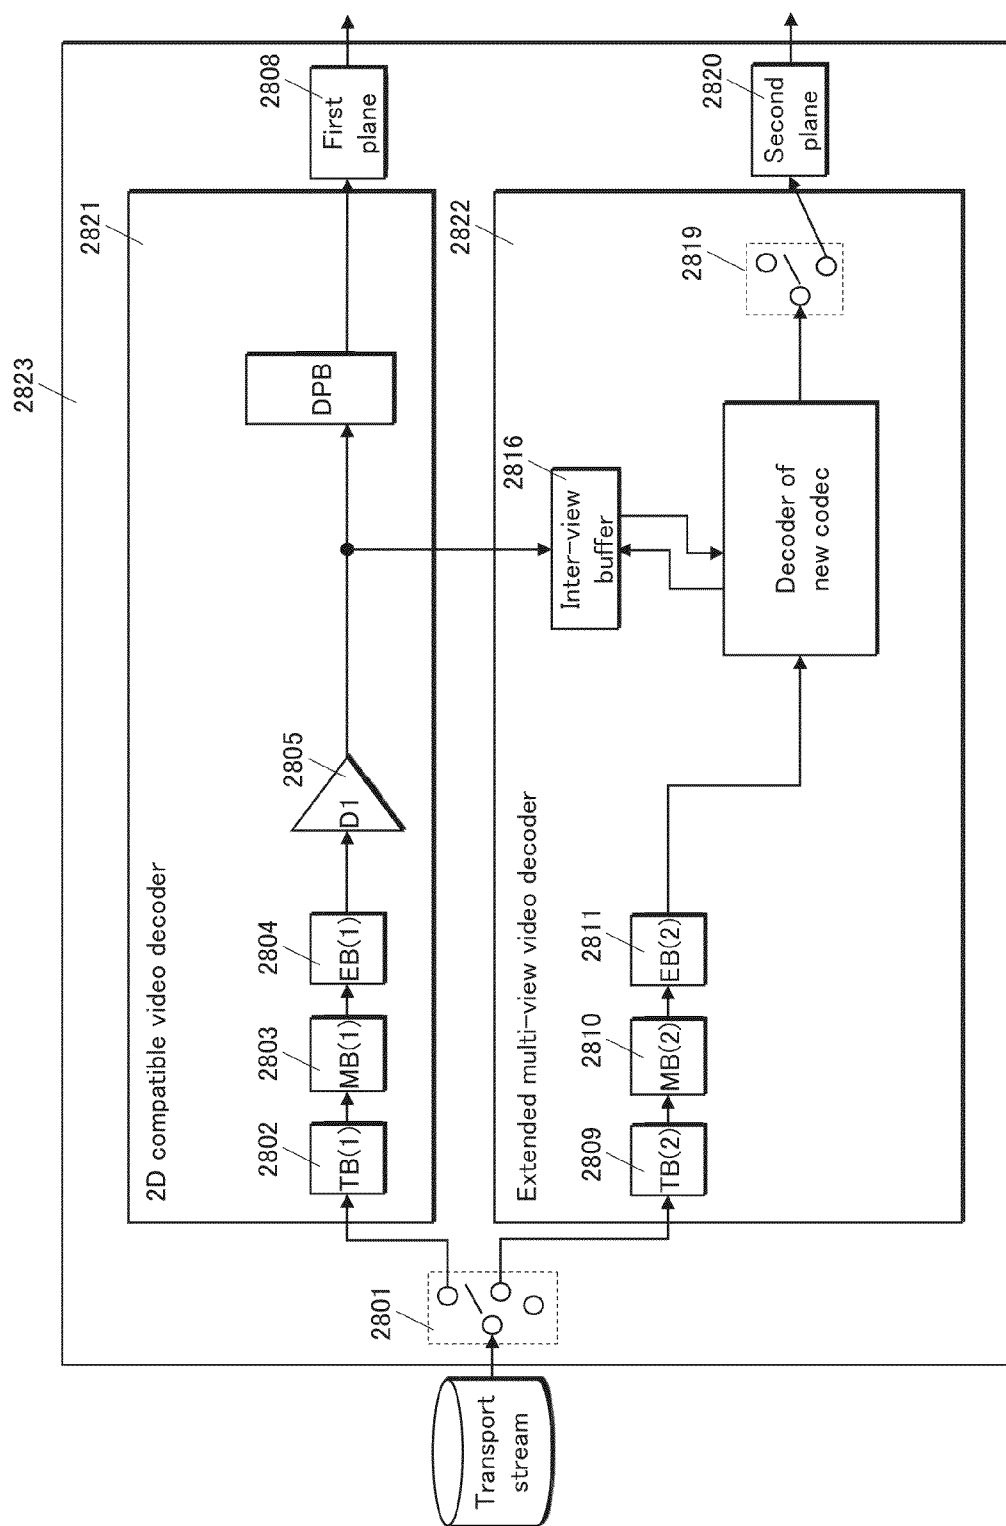 2823
2821
2D compatible video decoder
2802
TB(1)
2803
MB(1)
2804
EB(1)
2805
D1
DPB
2808
First
plane
Transport
stream
2801
2822
Extended multi-view video decoder
2809
TB(2)
2810
MB(2)
2811
EB(2)
2816
Inter-view
buffer
Decoder of
new codec
2819
2820
Second
plane